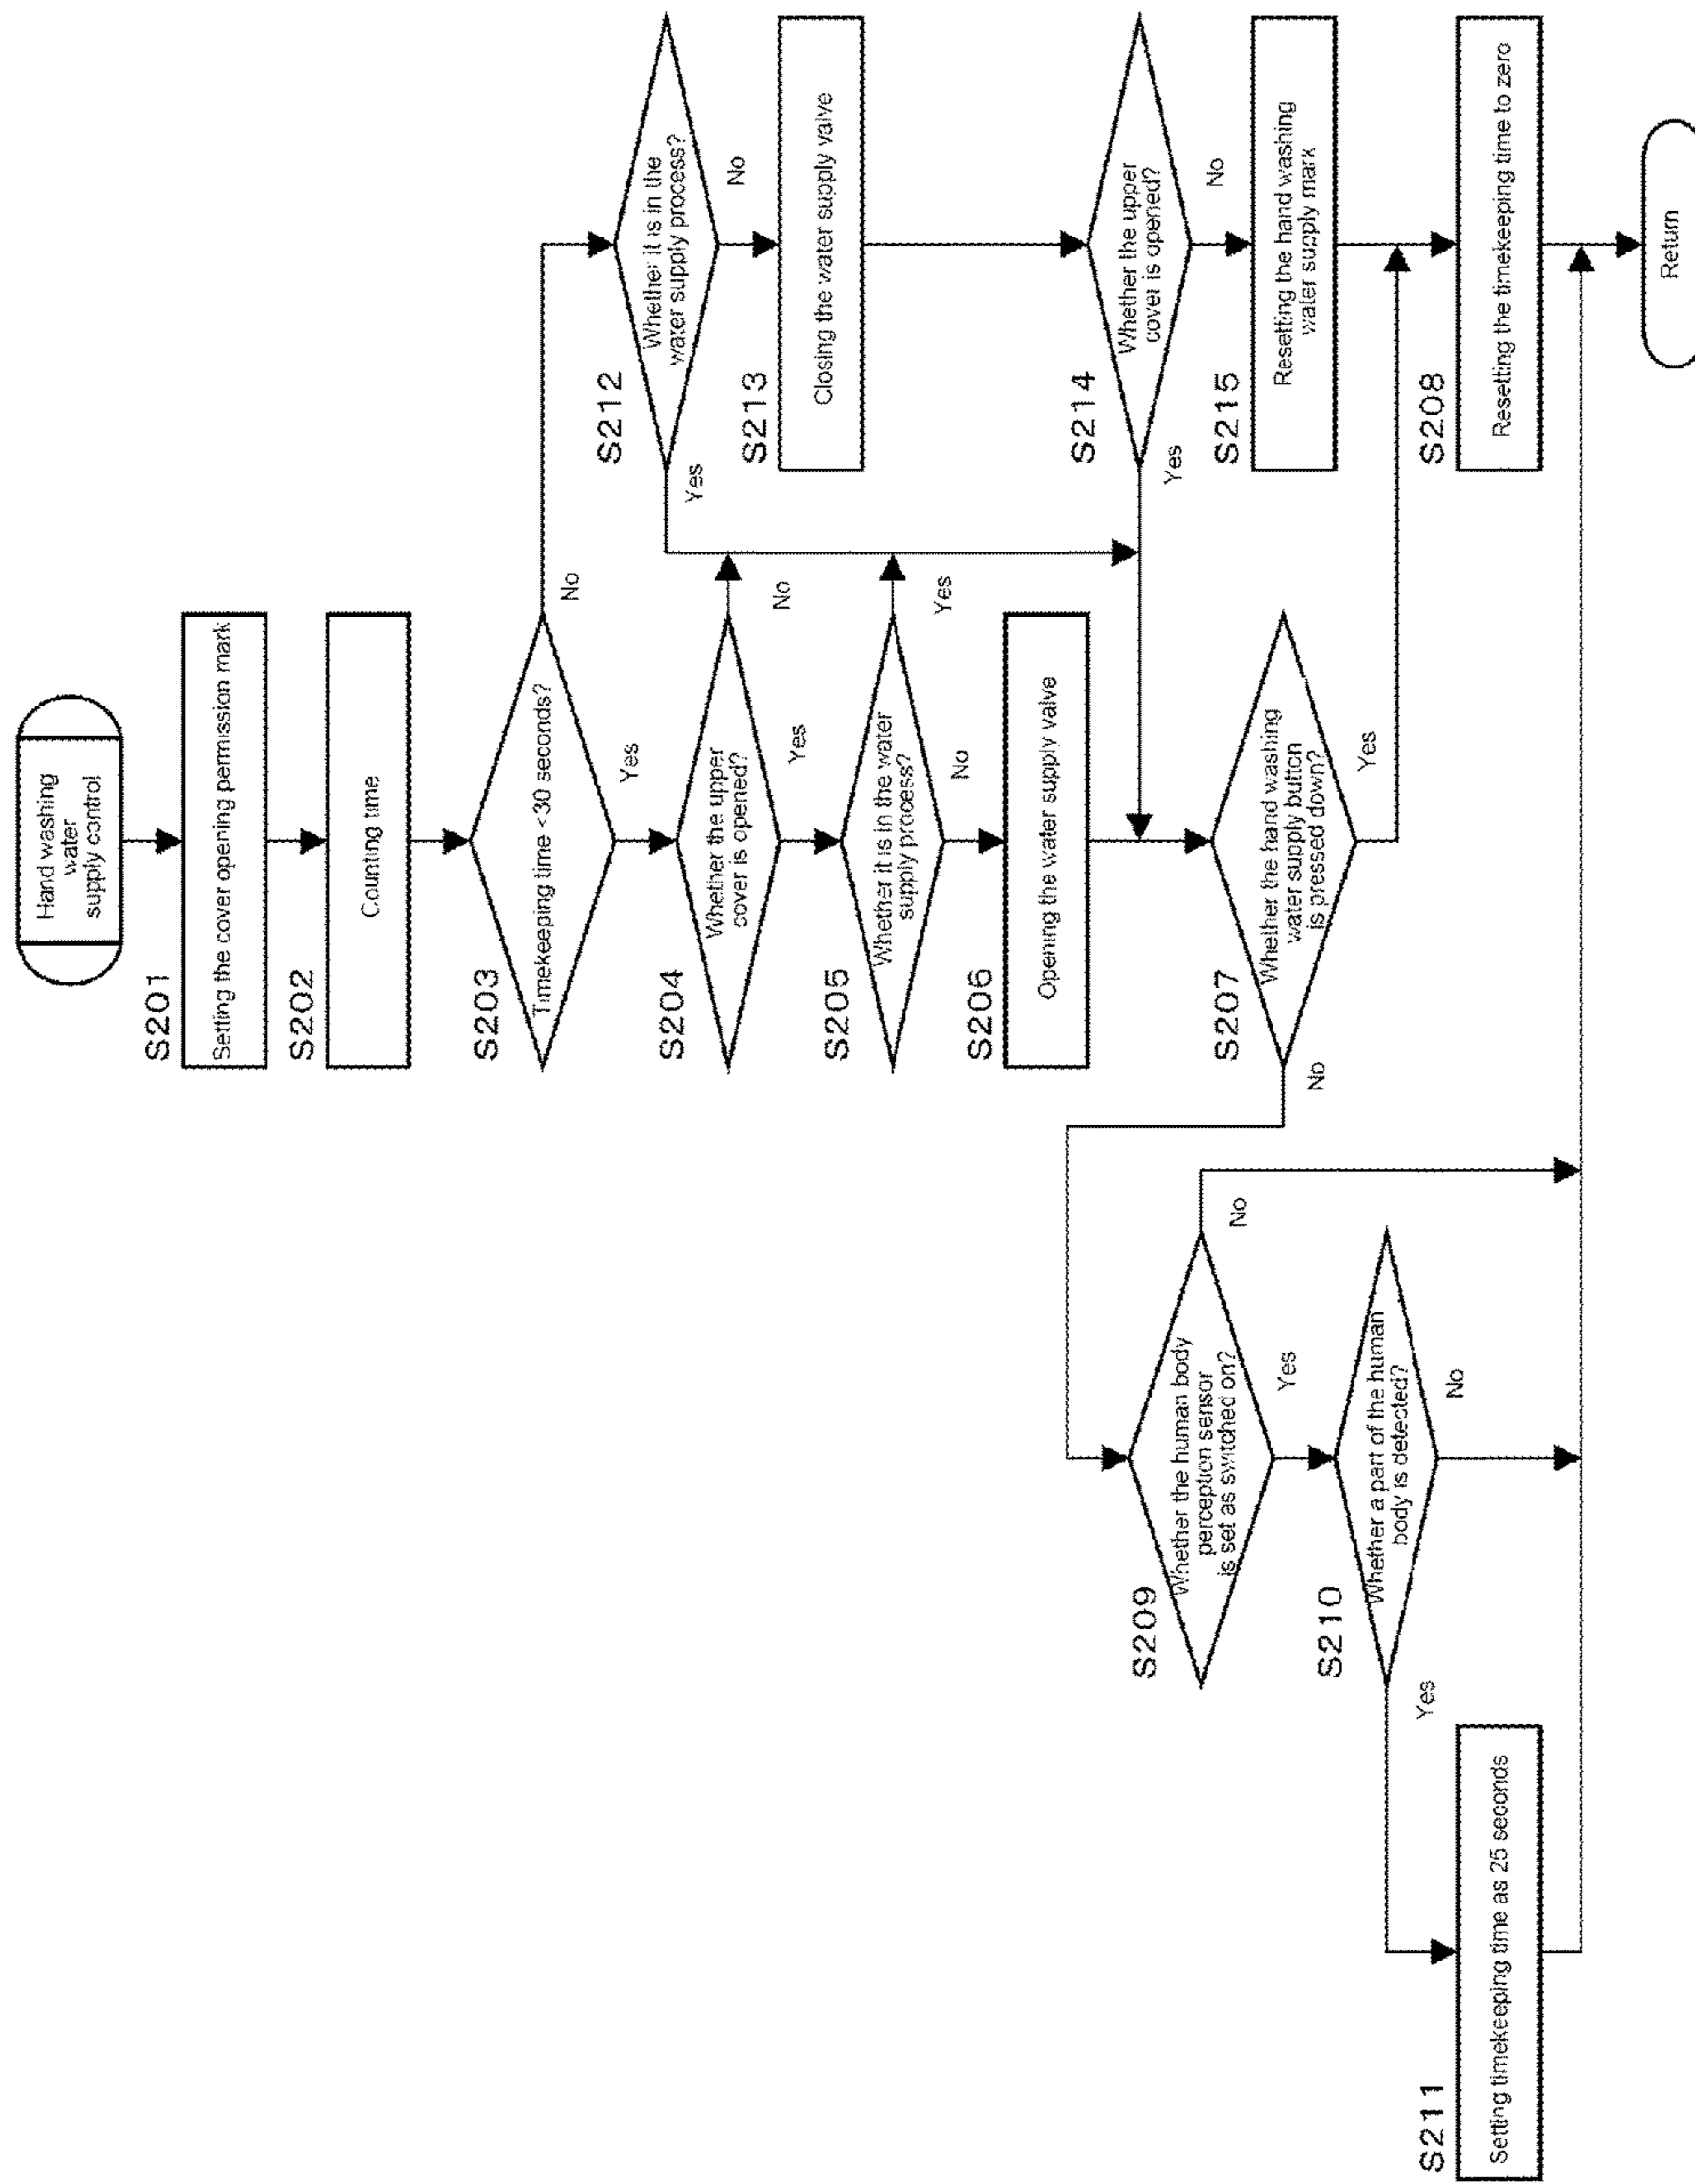 Hand washing
water
supply control
S201
Setting the cover opening permission mark
S202
Counting time
S203
Timekeeping time <30 seconds?
No
Yes
S204
Whether the upper
cover is opened?
No
Yes
S205
Whether it is in the water
supply process?
Yes
No
S206
Opening the water supply valve
S207
Whether the hand washing
water supply button
is pressed down?
No
Yes
S212
Whether it is in the
water supply process?
Yes
No
S213
Closing the water supply valve
S214
Whether the upper
cover is opened?
Yes
No
S215
Resetting the hand washing
water supply mark
S208
Resetting the timekeeping time to zero
S209
Whether the human body
perception sensor
is set as switched on?
No
Yes
S210
Whether a part of the human
body is detected?
Yes
No
S211
Setting timekeeping time as 25 seconds
Return